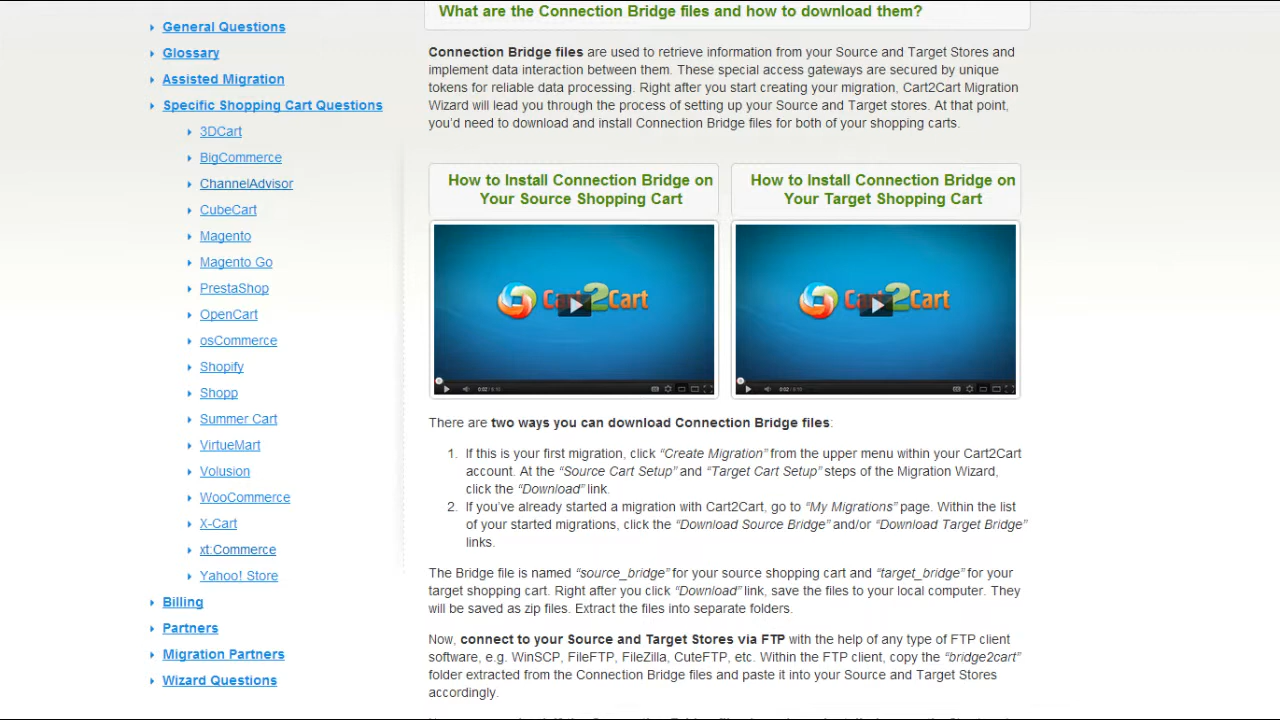 What are the Connection Bridge files and how to download them?
General Questions
Glossary
Assisted Migration
Specific Shopping Cart Questions
3DCart
BigCommerce
ChannelAdvisor
CubeCart
Magento
Magento Go
PrestaShop
OpenCart
osCommerce
Shopify
Shopp
Summer Cart
VirtueMart
Volusion
WooCommerce
X-Cart
xt:Commerce
Yahoo! Store
Billing
Partners
Migration Partners
Wizard Questions
Connection Bridge files are used to retrieve information from your Source and Target Stores and
implement data interaction between them. These special access gateways are secured by unique
tokens for reliable data processing. Right after you start creating your migration, Cart2Cart Migration
Wizard will lead you through the process of setting up your Source and Target stores. At that point,
you’d need to download and install Connection Bridge files for both of your shopping carts.
How to Install Connection Bridge on
Your Source Shopping Cart
Cart2Cart
How to Install Connection Bridge on
Your Target Shopping Cart
Cart2Cart
There are two ways you can download Connection Bridge files:
1. If this is your first migration, click “Create Migration” from the upper menu within your Cart2Cart
account. At the “Source Cart Setup” and “Target Cart Setup” steps of the Migration Wizard,
click the “Download” link.
2. If you’ve already started a migration with Cart2Cart, go to “My Migrations” page. Within the list
of your started migrations, click the “Download Source Bridge” and/or “Download Target Bridge”
links.
The Bridge file is named “source_bridge” for your source shopping cart and “target_bridge” for your
target shopping cart. Right after you click “Download” link, save the files to your local computer. They
will be saved as zip files. Extract the files into separate folders.
Now, connect to your Source and Target Stores via FTP with the help of any type of FTP client
software, e.g. WinSCP, FileFTP, FileZilla, CuteFTP, etc. Within the FTP client, copy the “bridge2cart”
folder extracted from the Connection Bridge files and paste it into your Source and Target Stores
accordingly.